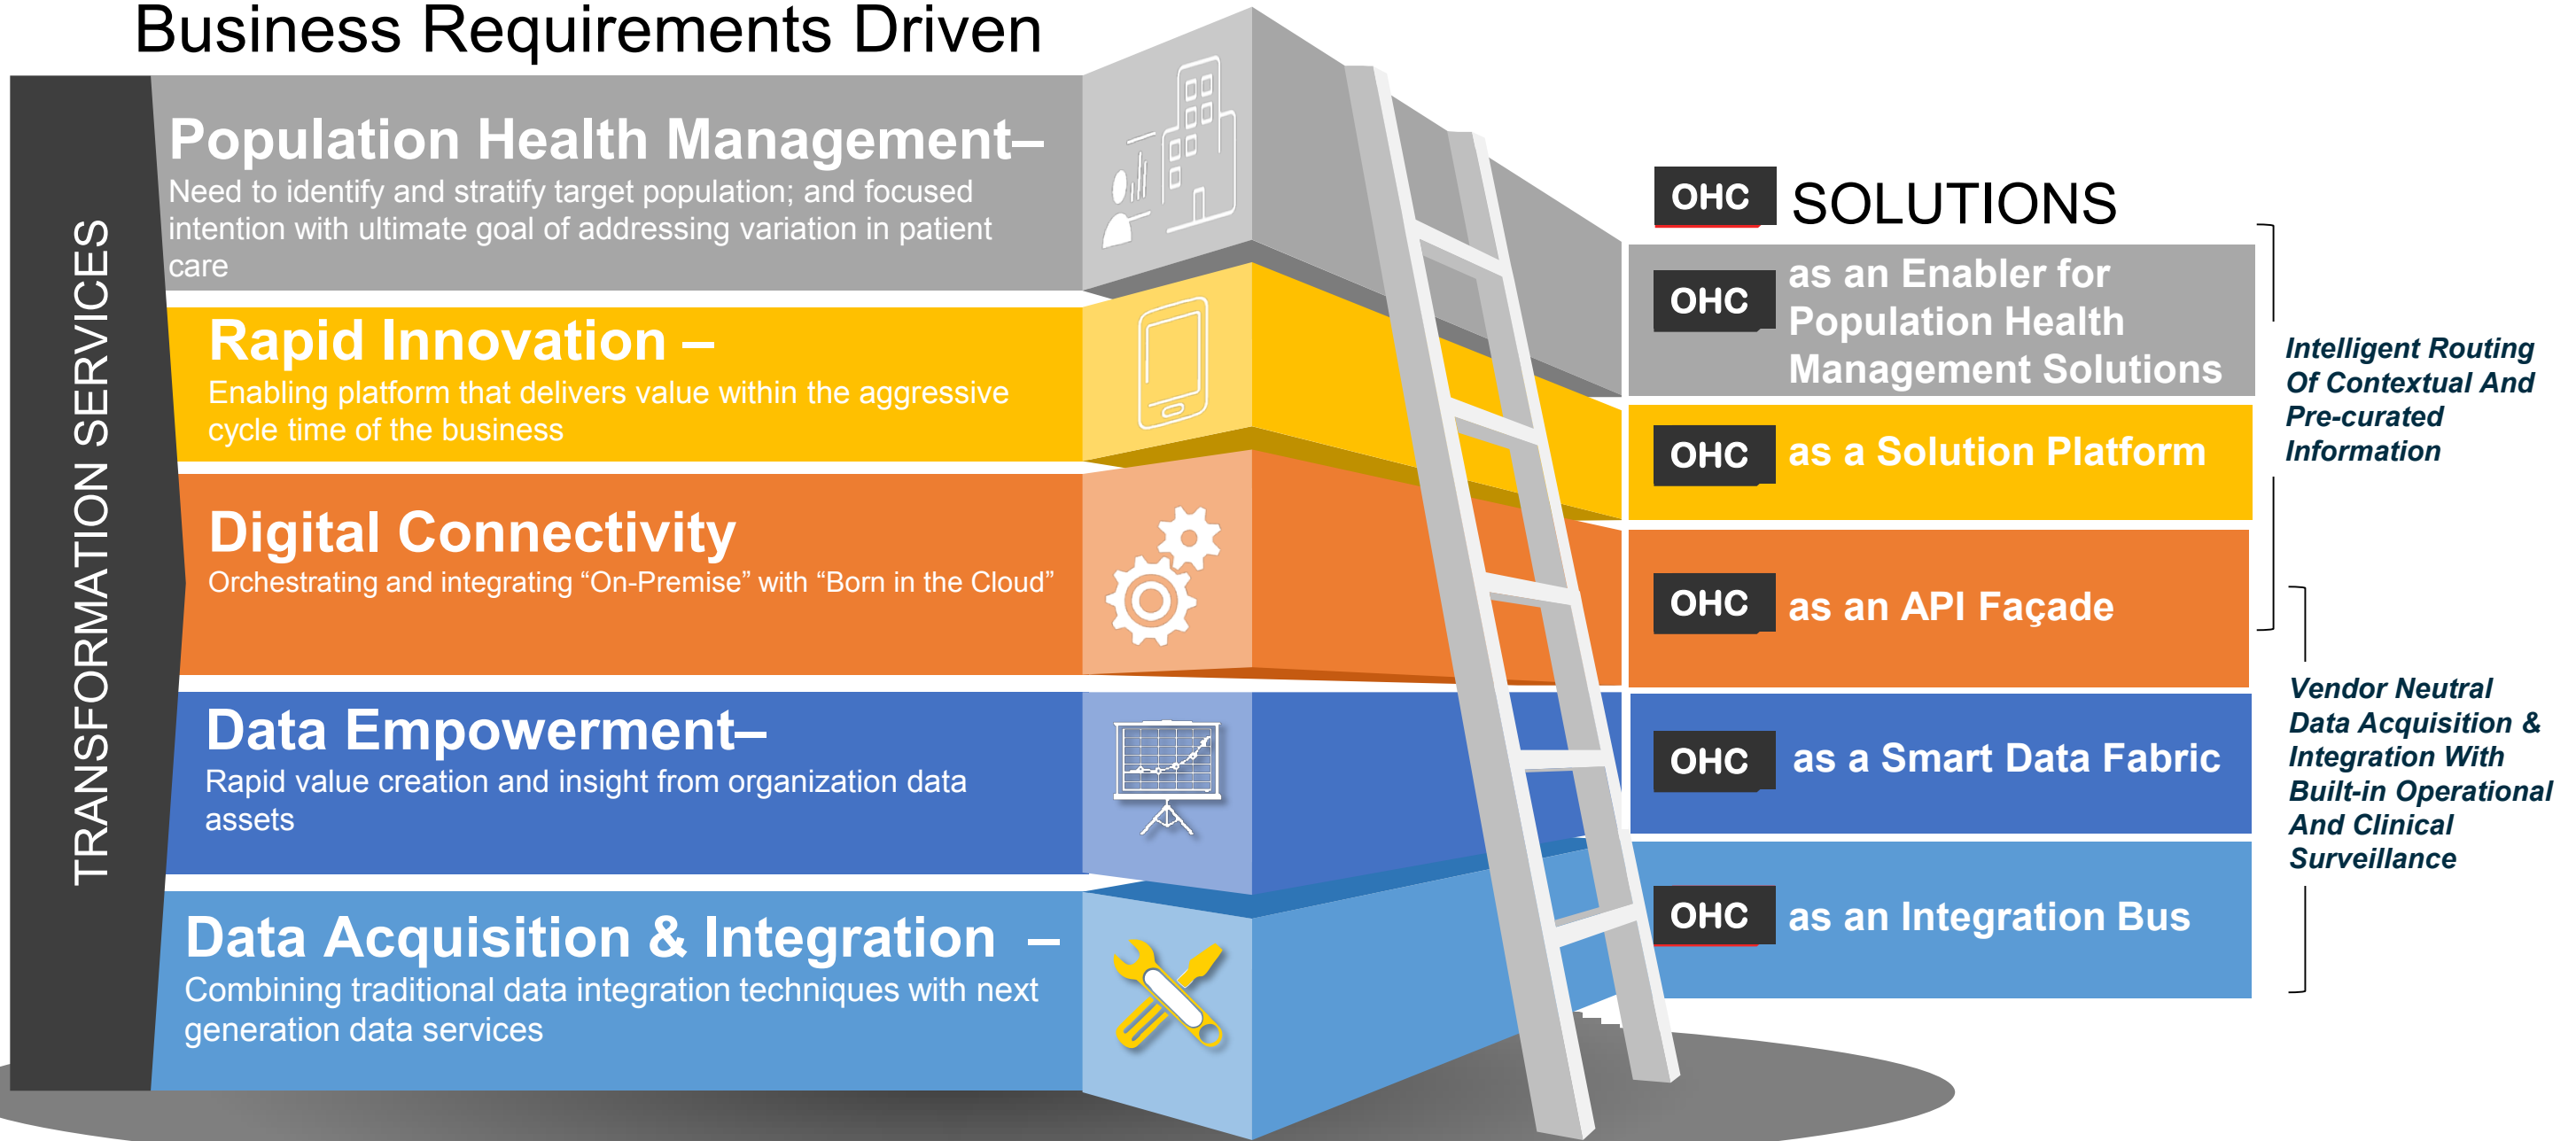 Business Requirements Driven
TRANSFORMATION SERVICES
Population Health Management–
Need to identify and stratify target population; and focused
intention with ultimate goal of addressing variation in patient
care
Rapid Innovation –
Enabling platform that delivers value within the aggressive
cycle time of the business
Digital Connectivity
Orchestrating and integrating “On-Premise” with “Born in the Cloud”
Data Empowerment–
Rapid value creation and insight from organization data
assets
Data Acquisition & Integration –
Combining traditional data integration techniques with next
generation data services
OHC SOLUTIONS
OHC as an Enabler for
Population Health
Management Solutions
OHC as a Solution Platform
OHC as an API Façade
OHC as a Smart Data Fabric
OHC as an Integration Bus
Intelligent Routing
Of Contextual And
Pre-curated
Information
Vendor Neutral
Data Acquisition &
Integration With
Built-in Operational
And Clinical
Surveillance